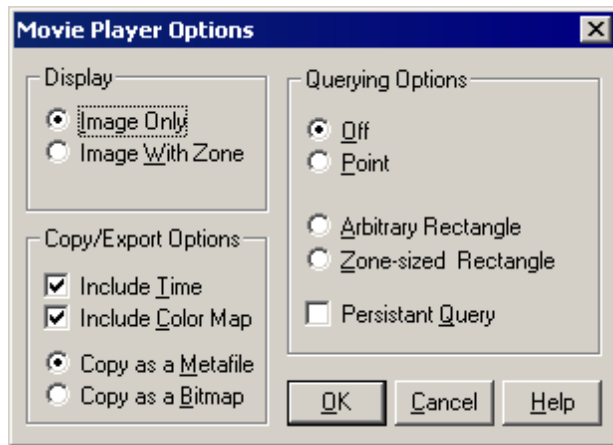 Movie Player Options
Display
Image Only
Image With Zone
Copy/Export Options
Include Time
Include Color Map
Copy as a Metafile
Copy as a Bitmap
Querying Options
Off
Point
Arbitrary Rectangle
Zone-sized Rectangle
Persistant Query
OK
Cancel
Help